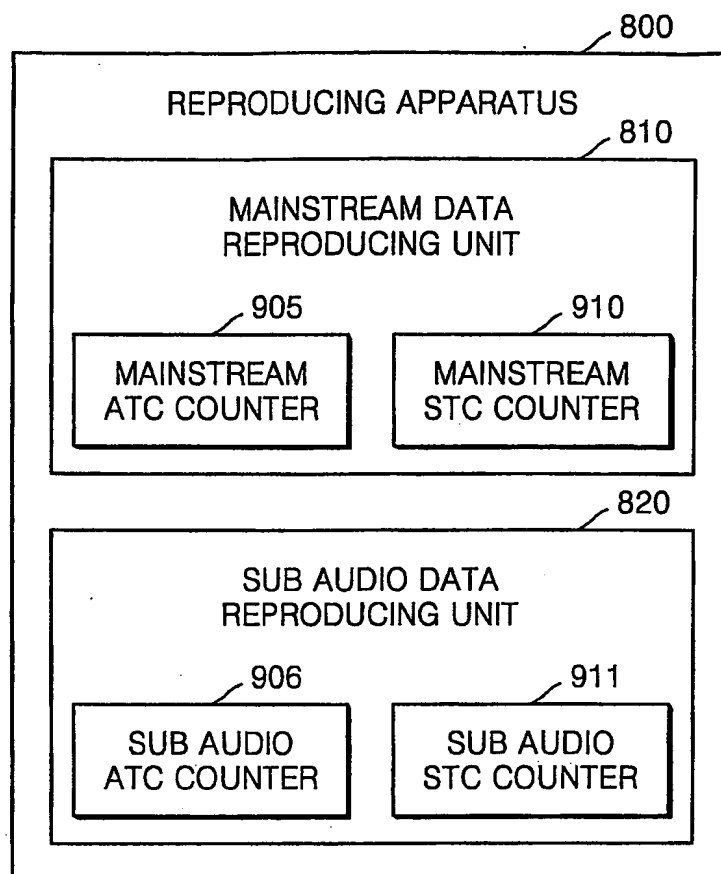 800
REPRODUCING APPARATUS
810
MAINSTREAM DATA
REPRODUCING UNIT
905
910
MAINSTREAM
ATC COUNTER
MAINSTREAM
STC COUNTER
820
SUB AUDIO DATA
REPRODUCING UNIT
906
911
SUB AUDIO
ATC COUNTER
SUB AUDIO
STC COUNTER